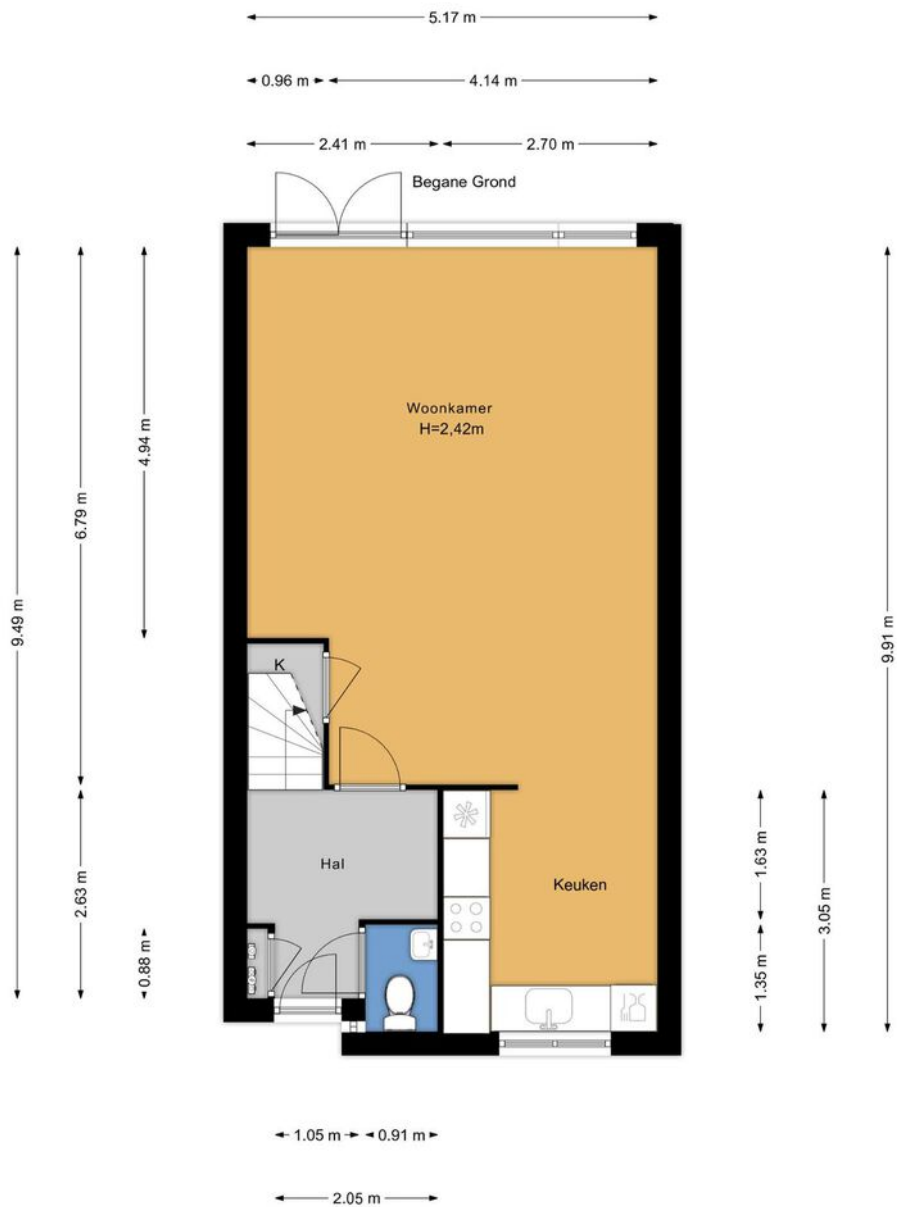 5.17 m
0.96 m
4.14 m
2.41 m
2.70 m
Begane Grond
Woonkamer
H=2,42m
4.94 m
6.79 m
9.49 m
9.91 m
K
Hal
Keuken
2.63 m
0.88 m
1.63 m
3.05 m
1.35 m
1.05 m
0.91 m
2.05 m